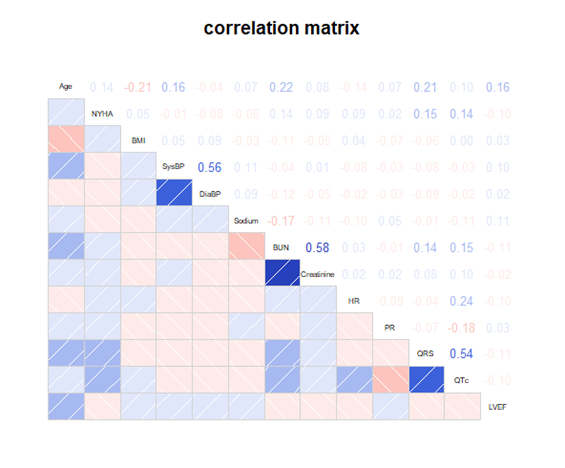 correlation matrix
Age 0.14 -0.21 0.16 -0.04 0.07 0.22 0.08 -0.14 0.07 0.21 0.10 0.16
NYHA 0.05 -0.01 -0.08 -0.06 0.14 0.09 0.09 0.02 0.15 0.14 -0.10
BMI 0.05 0.09 -0.03 -0.11 -0.06 0.04 -0.07 -0.06 0.00 0.03
SysBP 0.56 0.11 -0.04 0.01 -0.08 -0.03 -0.03 -0.08 0.10
DiaBP 0.09 -0.12 -0.05 -0.02 -0.03 -0.09 -0.02 0.02
Sodium -0.17 -0.11 -0.10 0.05 -0.01 -0.11 0.11
BUN 0.58 0.03 -0.01 0.14 0.15 -0.11
Creatinine 0.02 0.02 0.08 0.10 -0.02
HR -0.05 -0.04 0.24 -0.10
PR -0.07 -0.18 0.03
QRS 0.54 -0.11
QTc -0.10
LVEF